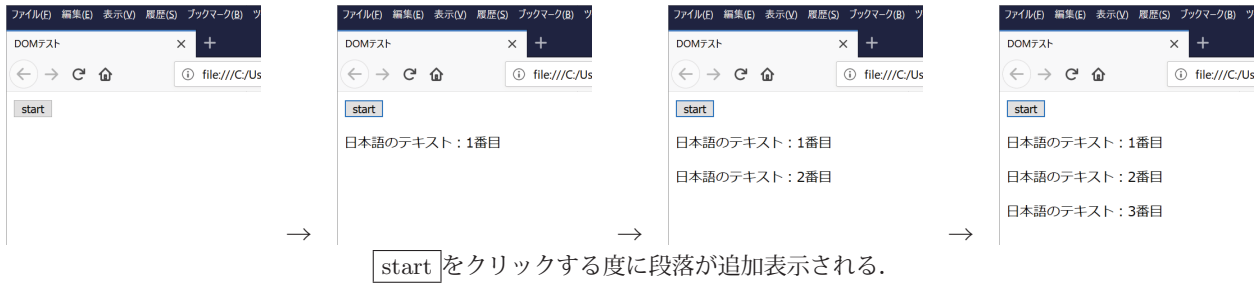 ファイル(F) 編集(E) 表示(V) 履歴(S) ブックマーク(B)
DOMテスト × +
← → file:///C:/Us
start
→
ファイル(F) 編集(E) 表示(V) 履歴(S) ブックマーク(B)
DOMテスト × +
← → file:///C:/Us
start
日本語のテキスト：1番目
→
ファイル(F) 編集(E) 表示(V) 履歴(S) ブックマーク(B)
DOMテスト × +
← → file:///C:/Us
start
日本語のテキスト：1番目
日本語のテキスト：2番目
→
ファイル(F) 編集(E) 表示(V) 履歴(S) ブックマーク(B)
DOMテスト × +
← → file:///C:/Us
start
日本語のテキスト：1番目
日本語のテキスト：2番目
日本語のテキスト：3番目
start をクリックする度に段落が追加表示される．